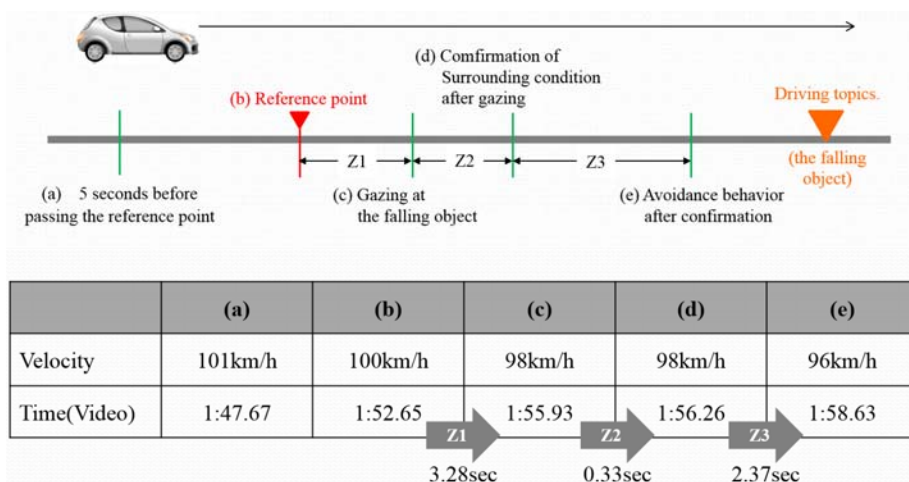 (d) Comfirmation of
Surrounding condition
after gazing
(b) Reference point
Driving topics.
Z1
Z2
Z3
(a) 5 seconds before
passing the reference point
(c) Gazing at
the falling object
(e) Avoidance behavior
after confirmation
(the falling
object)
(a) (b) (c) (d) (e)
Velocity 101km/h 100km/h 98km/h 98km/h 96km/h
Time(Video) 1:47.67 1:52.65 1:55.93 1:56.26 1:58.63
Z1 Z2 Z3
3.28sec 0.33sec 2.37sec